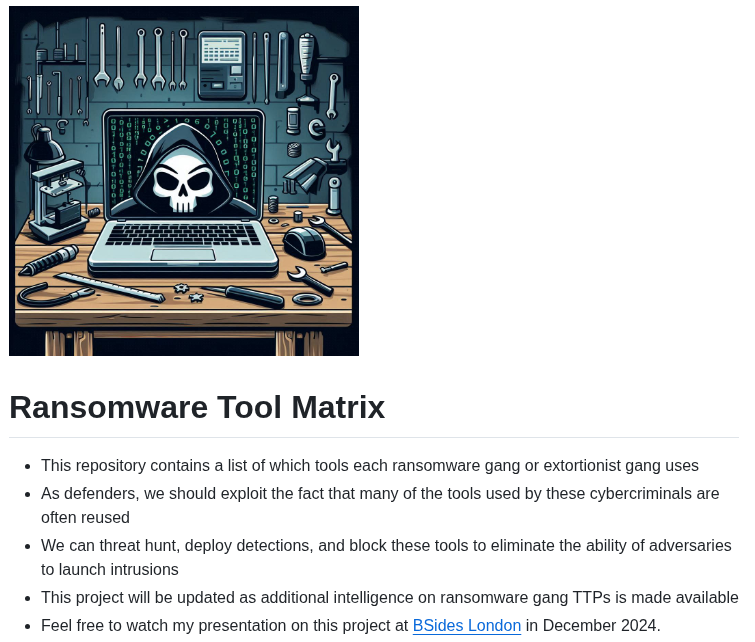 Ransomware Tool Matrix
This repository contains a list of which tools each ransomware gang or extortionist gang uses
As defenders, we should exploit the fact that many of the tools used by these cybercriminals are
often reused
We can threat hunt, deploy detections, and block these tools to eliminate the ability of adversaries
to launch intrusions
This project will be updated as additional intelligence on ransomware gang TTPs is made available
Feel free to watch my presentation on this project at BSides London in December 2024.